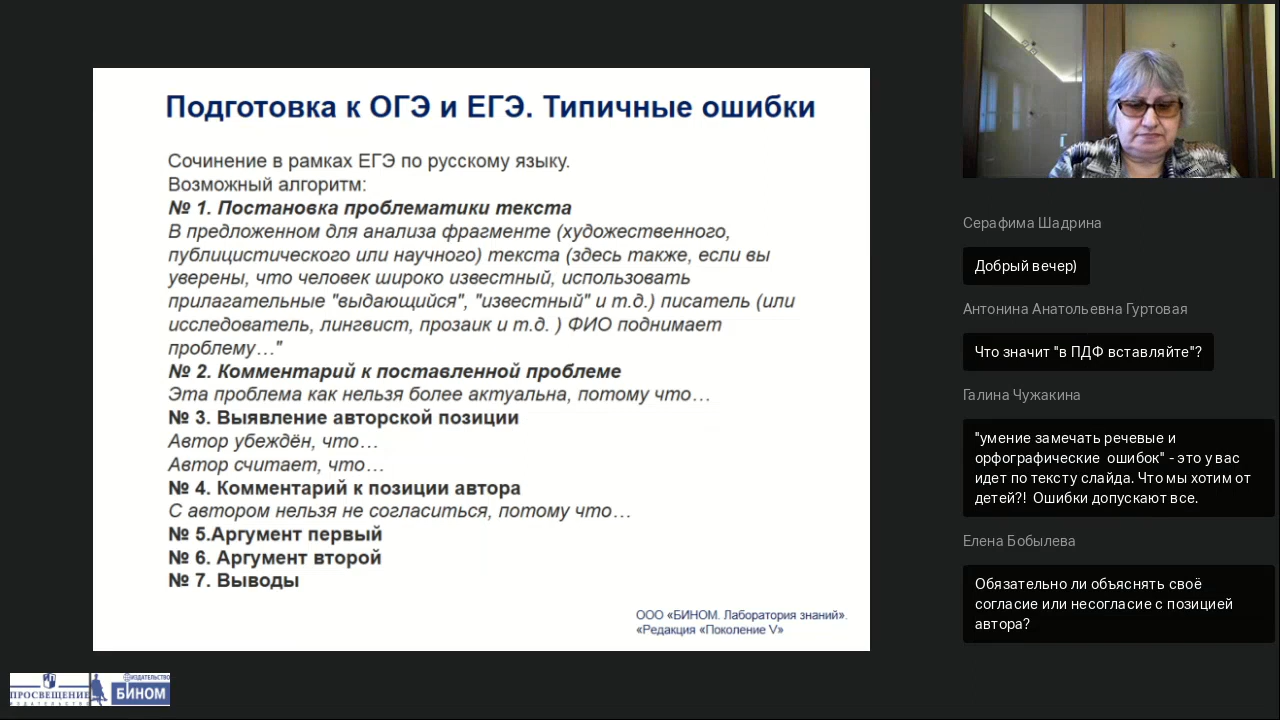 Подготовка к ОГЭ и ЕГЭ. Типичные ошибки
Сочинение в рамках ЕГЭ по русскому языку.
Возможный алгоритм:
№ 1. Постановка проблематики текста
В предложенном для анализа фрагменте (художественного,
публицистического или научного) текста (здесь также, если вы
уверены, что человек широко известный, использовать
прилагательные "выдающийся", "известный" и т.д.) писатель (или
исследователь, лингвист, прозаик и т.д. ) ФИО поднимает
проблему…"
№ 2. Комментарий к поставленной проблеме
Эта проблема как нельзя более актуальна, потому что…
№ 3. Выявление авторской позиции
Автор убеждён, что…
Автор считает, что…
№ 4. Комментарий к позиции автора
С автором нельзя не согласиться, потому что…
№ 5.Аргумент первый
№ 6. Аргумент второй
№ 7. Выводы
ООО «БИНОМ. Лаборатория знаний».
«Редакция «Поколение V»
ПРОСВЕЩЕНИЕ
ИЗДАТЕЛЬСТВО
ИЗДАТЕЛЬСТВО
БИНОМ
Серафима Шадрина
Добрый вечер)
Антонина Анатольевна Гуртовая
Что значит "в ПДФ вставляйте"?
Галина Чужакина
"умение замечать речевые и
орфографические ошибок" - это у вас
идет по тексту слайда. Что мы хотим от
детей?! Ошибки допускают все.
Елена Бобылева
Обязательно ли объяснять своё
согласие или несогласие с позицией
автора?